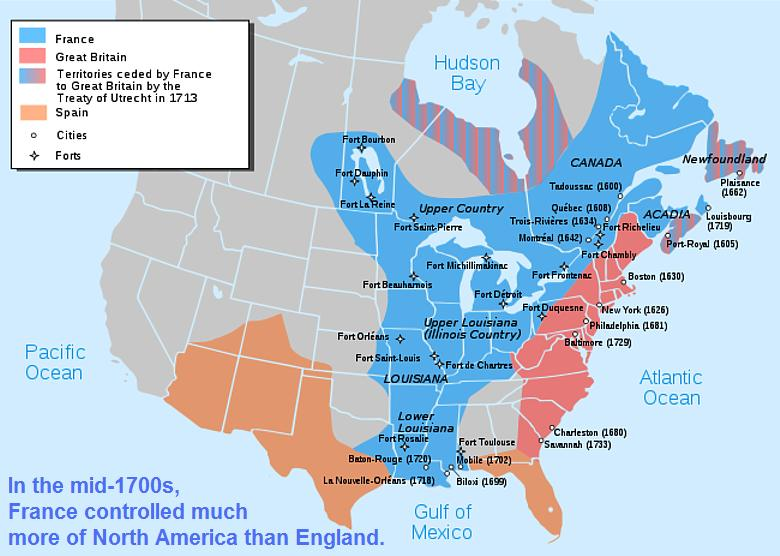 France
Great Britain
Territories ceded by France
to Great Britain by the
Treaty of Utrecht in 1713
Spain
Cities
Forts
Hudson
Bay
Fort Bourbon
Fort Dauphin
Fort La Reine
Upper Country
Fort Saint-Pierre
CANADA
Newfoundland
Plaisance
(1662)
Tadoussac (1600)
Québec (1608)
Trois-Rivières (1634)
Montréal (1642)
ACADIA
Louisbourg
(1719)
Fort Richelieu
Port-Royal (1605)
Fort Chambly
Fort Michillimakinac
Fort Frontenac
Fort Beauharnois
Boston (1630)
Fort Détroit
Fort Duquesne
New York (1626)
Philadelphia (1681)
Baltimore (1729)
Upper Louisiana
(Illinois Country)
Fort Orléans
Fort Saint-Louis
Fort de Chartres
LOUISIANA
Pacific
Ocean
Atlantic
Ocean
Lower
Louisiana
Fort Rosalie
Fort Toulouse
Charleston (1680)
Savannah (1733)
Baton-Rouge (1720)
Mobile (1702)
La Nouvelle-Orléans (1718)
Biloxi (1699)
Gulf of
Mexico
In the mid-1700s,
France controlled much
more of North America than England.